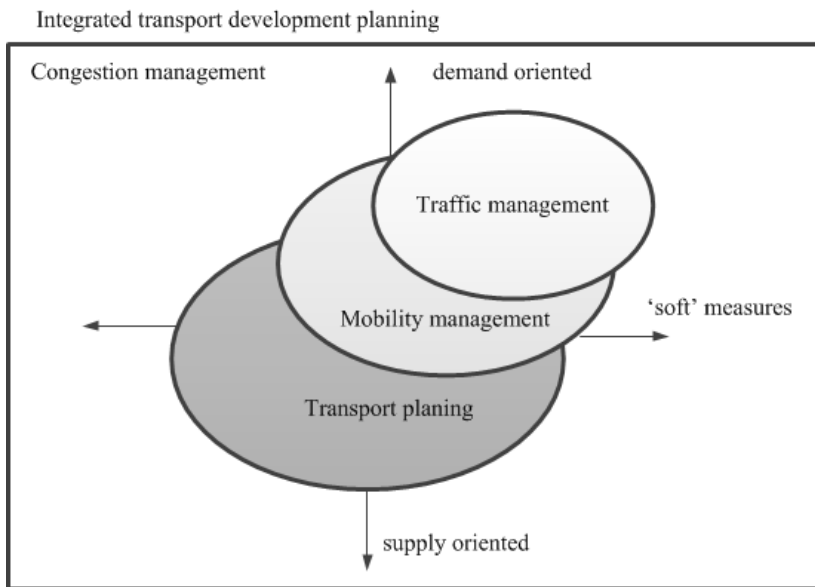 Integrated transport development planning
Congestion management
demand oriented
Traffic management
‘soft’ measures
Mobility management
Transport planing
supply oriented